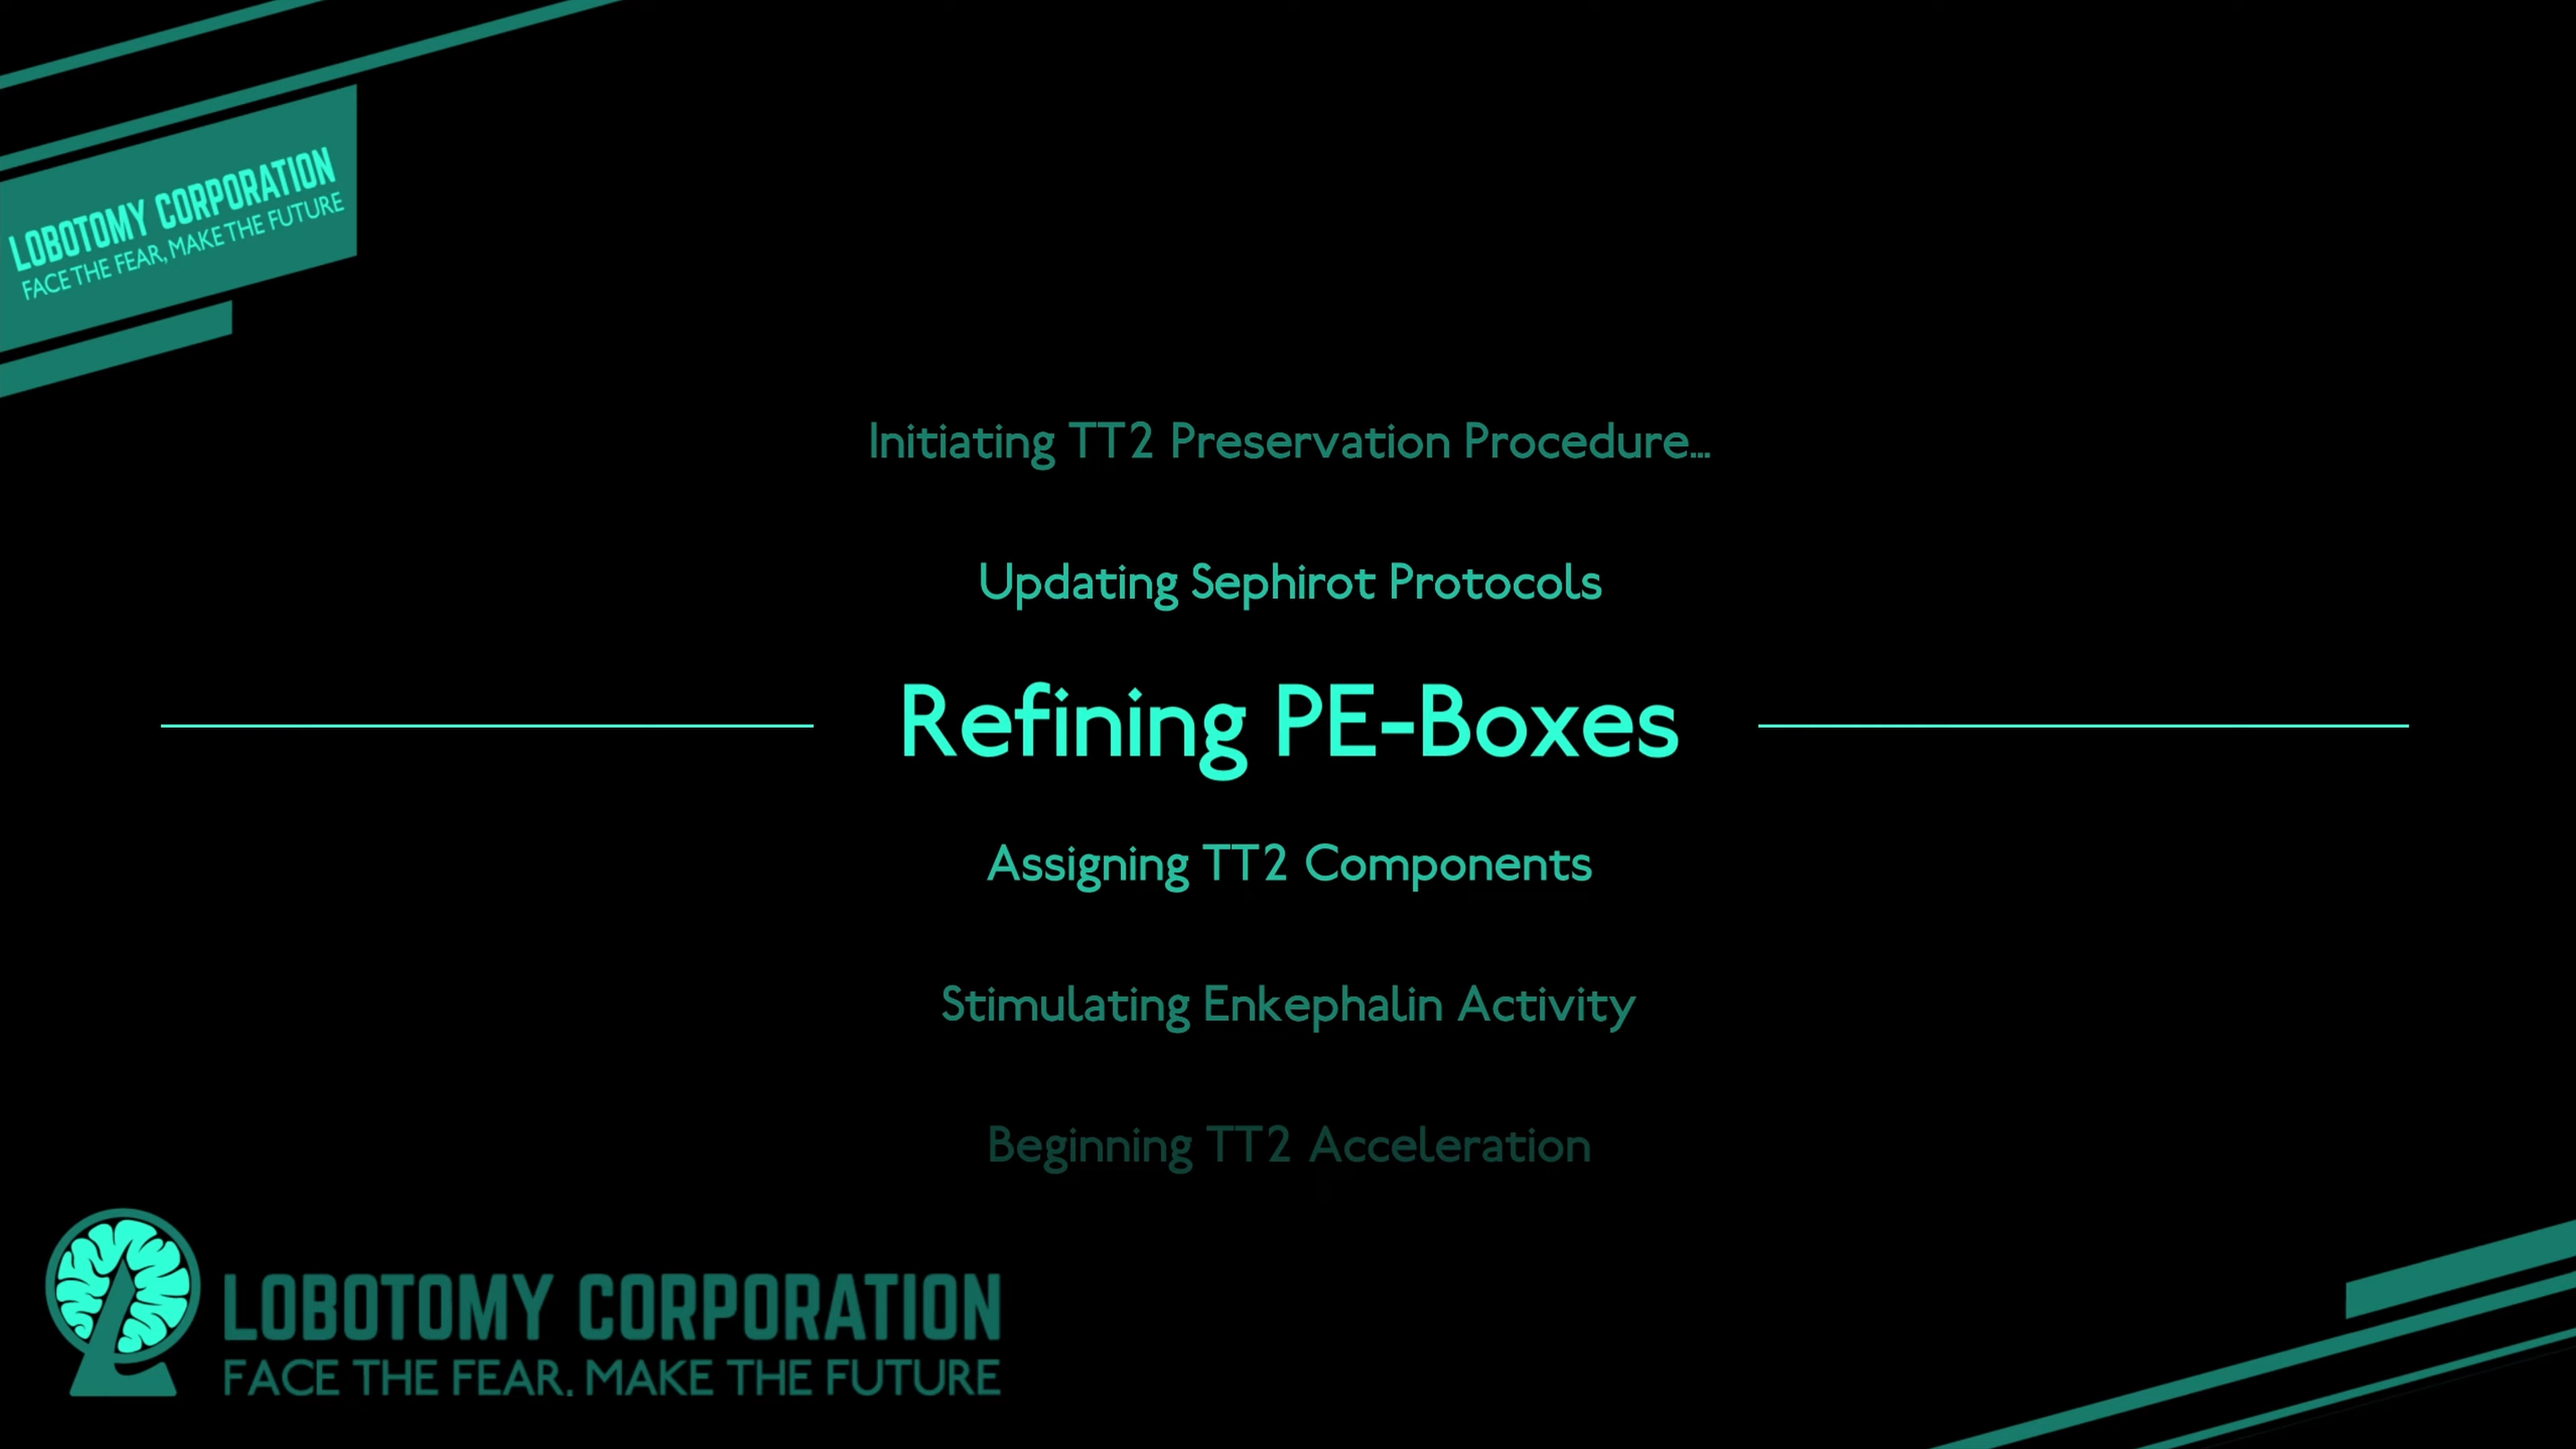 LOBOTOMY CORPORATION
FACE THE FEAR, MAKE THE FUTURE
Initiating TT2 Preservation Procedure...
Updating Sephirot Protocols
Refining PE-Boxes
Assigning TT2 Components
Stimulating Enkephalin Activity
Beginning TT2 Acceleration
LOBOTOMY CORPORATION
FACE THE FEAR, MAKE THE FUTURE